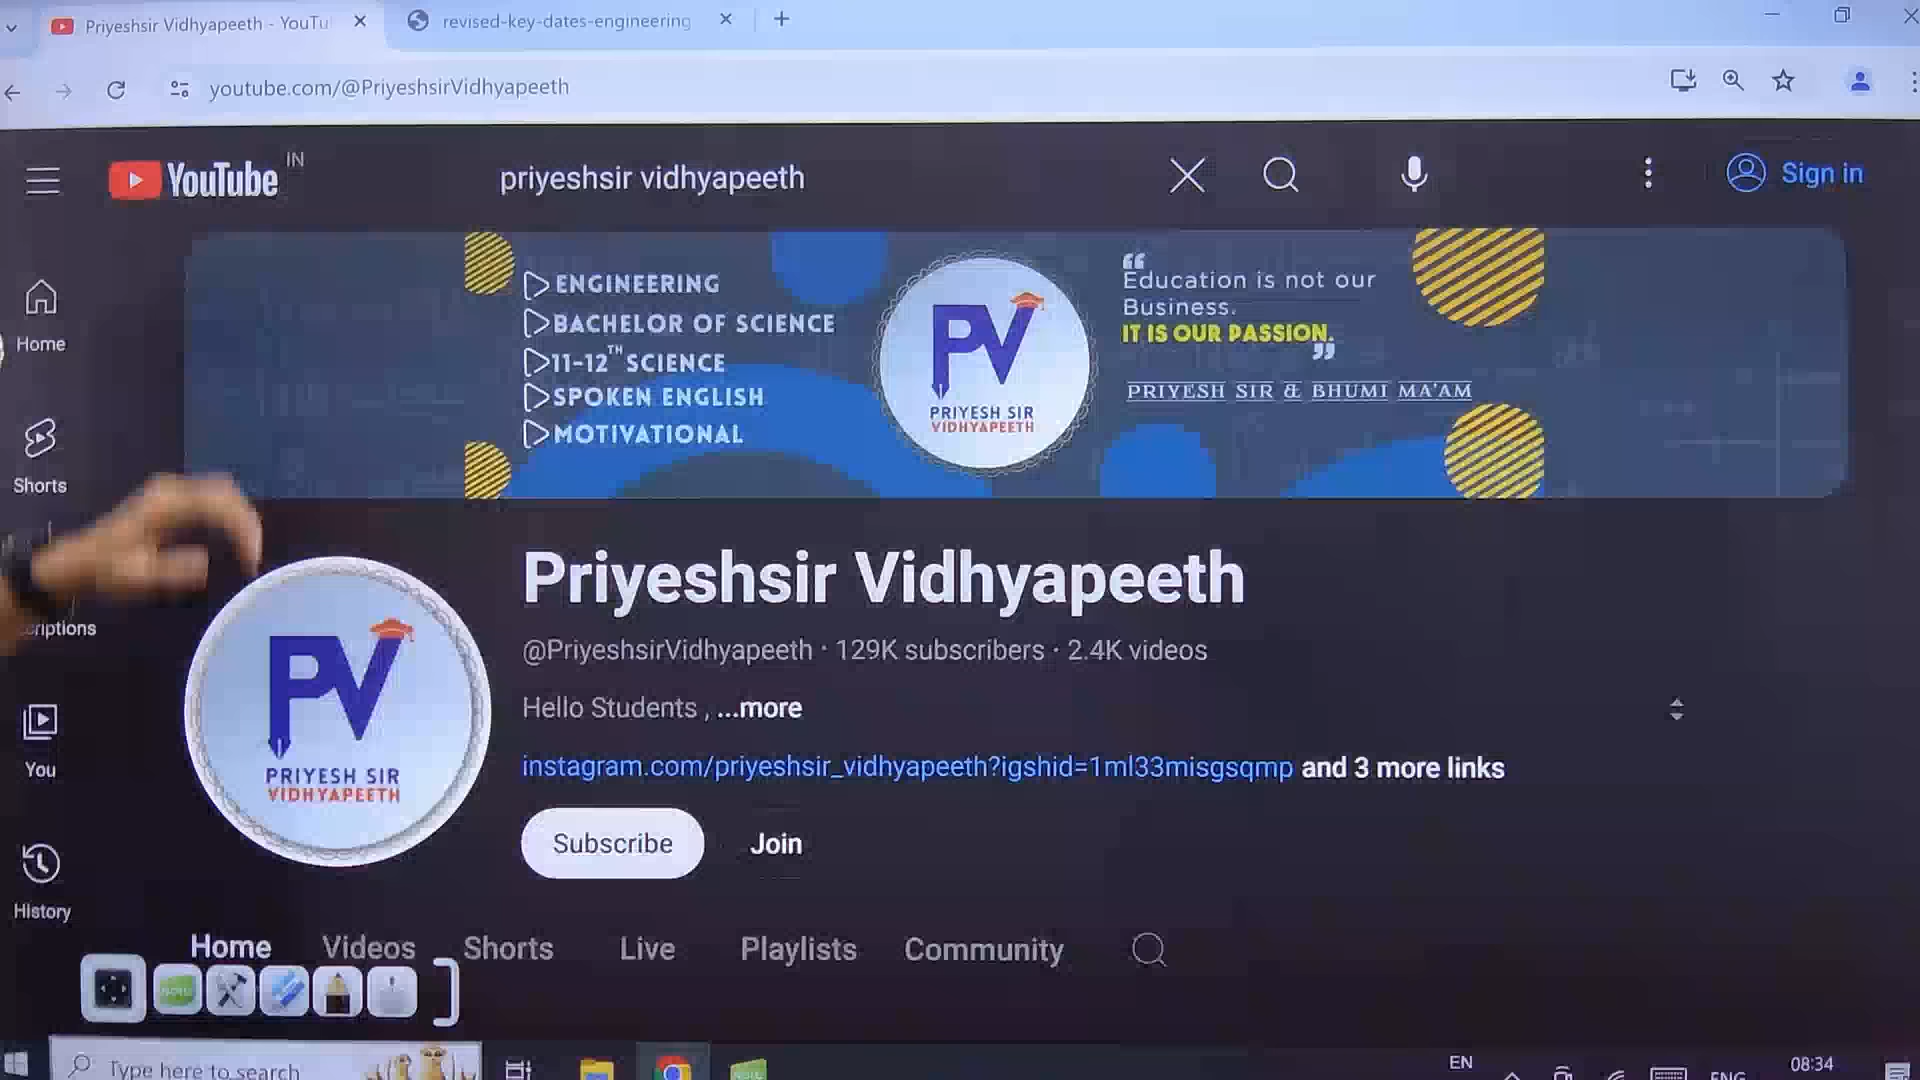 Priyeshsir Vidhyapeeth - YouTu
revised-key-dates-engineering
youtube.com/@PriyeshsirVidhyapeeth
YouTube
IN
priyeshsir vidhyapeeth
Sign in
Home
Shorts
criptions
You
History
ENGINEERING
BACHELOR OF SCIENCE
11-12TH SCIENCE
SPOKEN ENGLISH
MOTIVATIONAL
PV
PRIYESH SIR
VIDHYAPEETH
“
Education is not our
Business.
IT IS OUR PASSION.
”
PRIYESH SIR & BHUMI MA'AM
PV
PRIYESH SIR
VIDHYAPEETH
Priyeshsir Vidhyapeeth
@PriyeshsirVidhyapeeth · 129K subscribers · 2.4K videos
Hello Students , ...more
instagram.com/priyeshsir_vidhyapeeth?igshid=1ml33misgsqmp and 3 more links
Subscribe
Join
Home Videos Shorts Live Playlists Community
Type here to search
EN
ENG
08:34